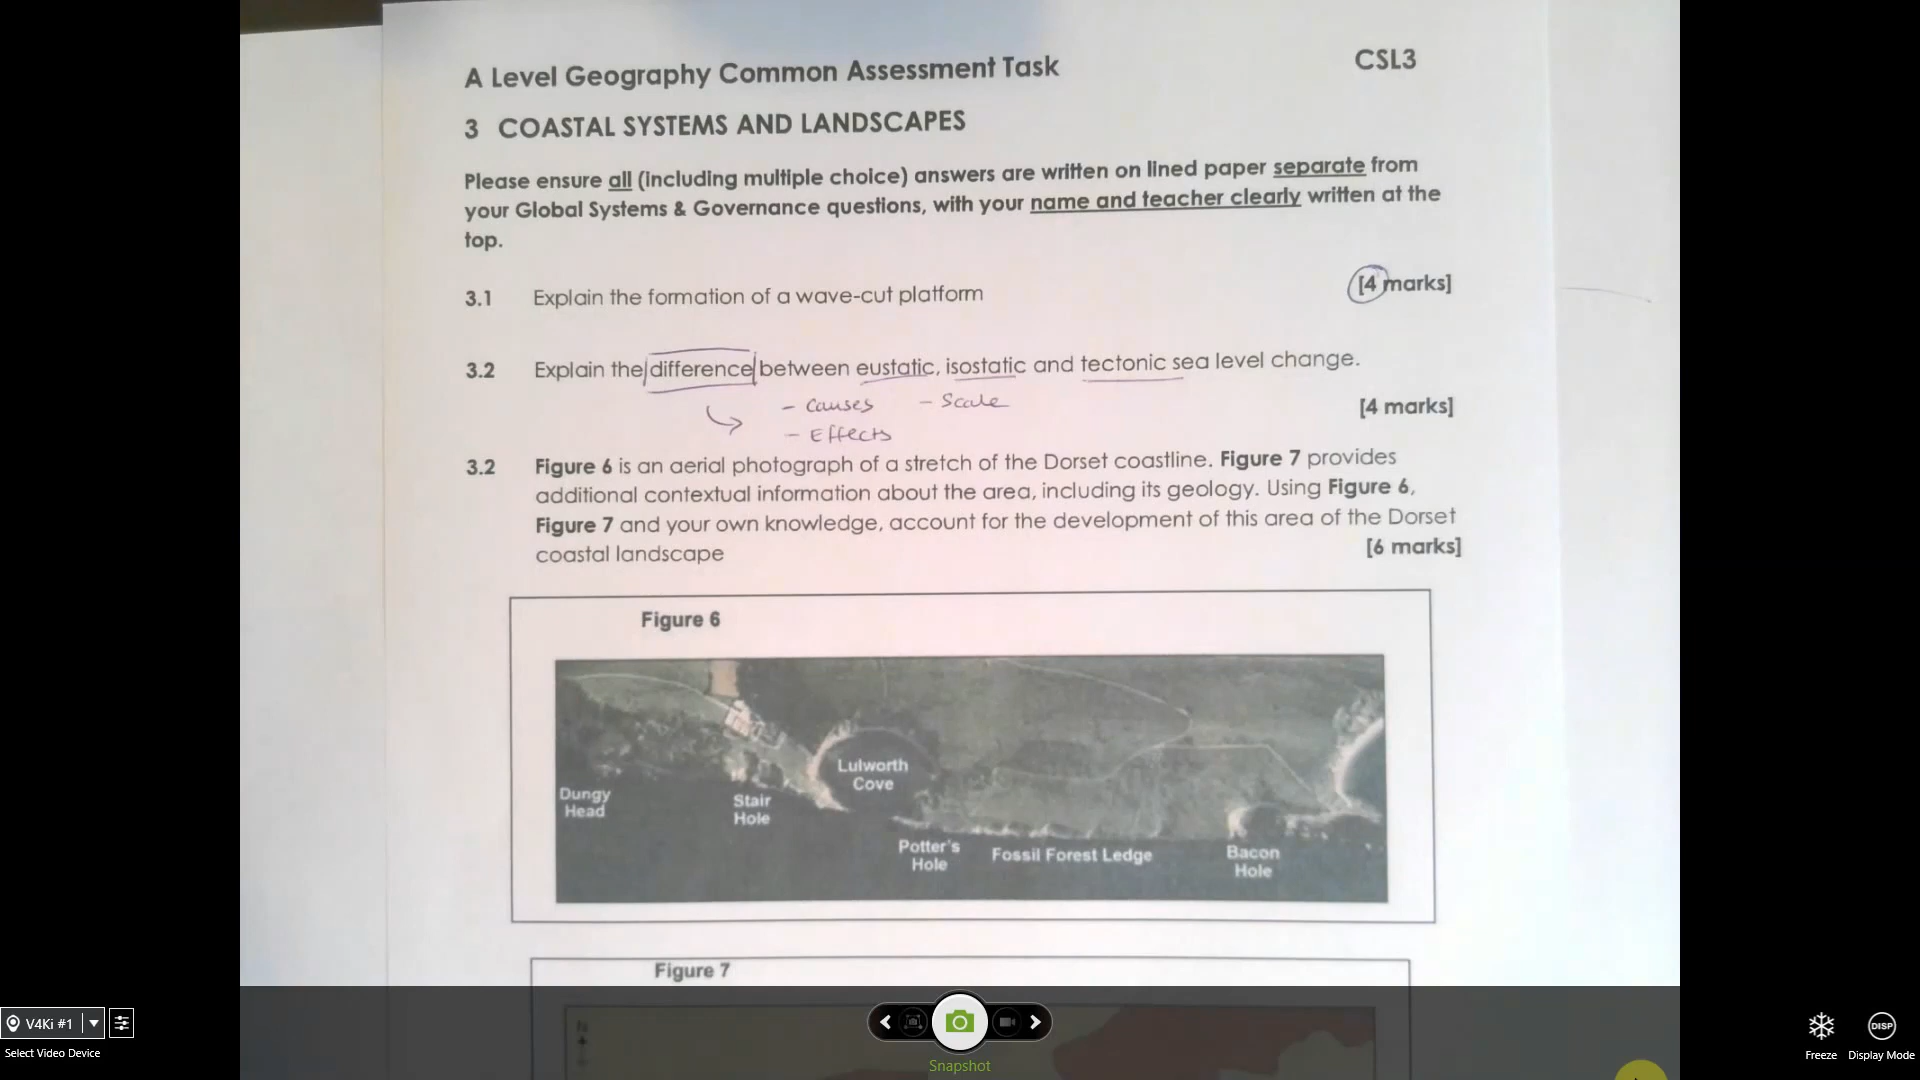 A Level Geography Common Assessment Task
CSL3
3 COASTAL SYSTEMS AND LANDSCAPES
Please ensure all (including multiple choice) answers are written on lined paper separate from
your Global Systems & Governance questions, with your name and teacher clearly written at the
top.
3.1 Explain the formation of a wave-cut platform
[4 marks]
3.2 Explain the difference between eustatic, isostatic and tectonic sea level change.
- Causes - Scale
[4 marks]
- Effects
3.2 Figure 6 is an aerial photograph of a stretch of the Dorset coastline. Figure 7 provides
additional contextual information about the area, including its geology. Using Figure 6,
Figure 7 and your own knowledge, account for the development of this area of the Dorset
coastal landscape
[6 marks]
Figure 6
Lulworth
Cove
Dungy
Head
Stair
Hole
Potter's
Hole
Fossil Forest Ledge
Bacon
Hole
Figure 7
V4Ki #1
Select Video Device
Snapshot
DISP
Freeze
Display Mode